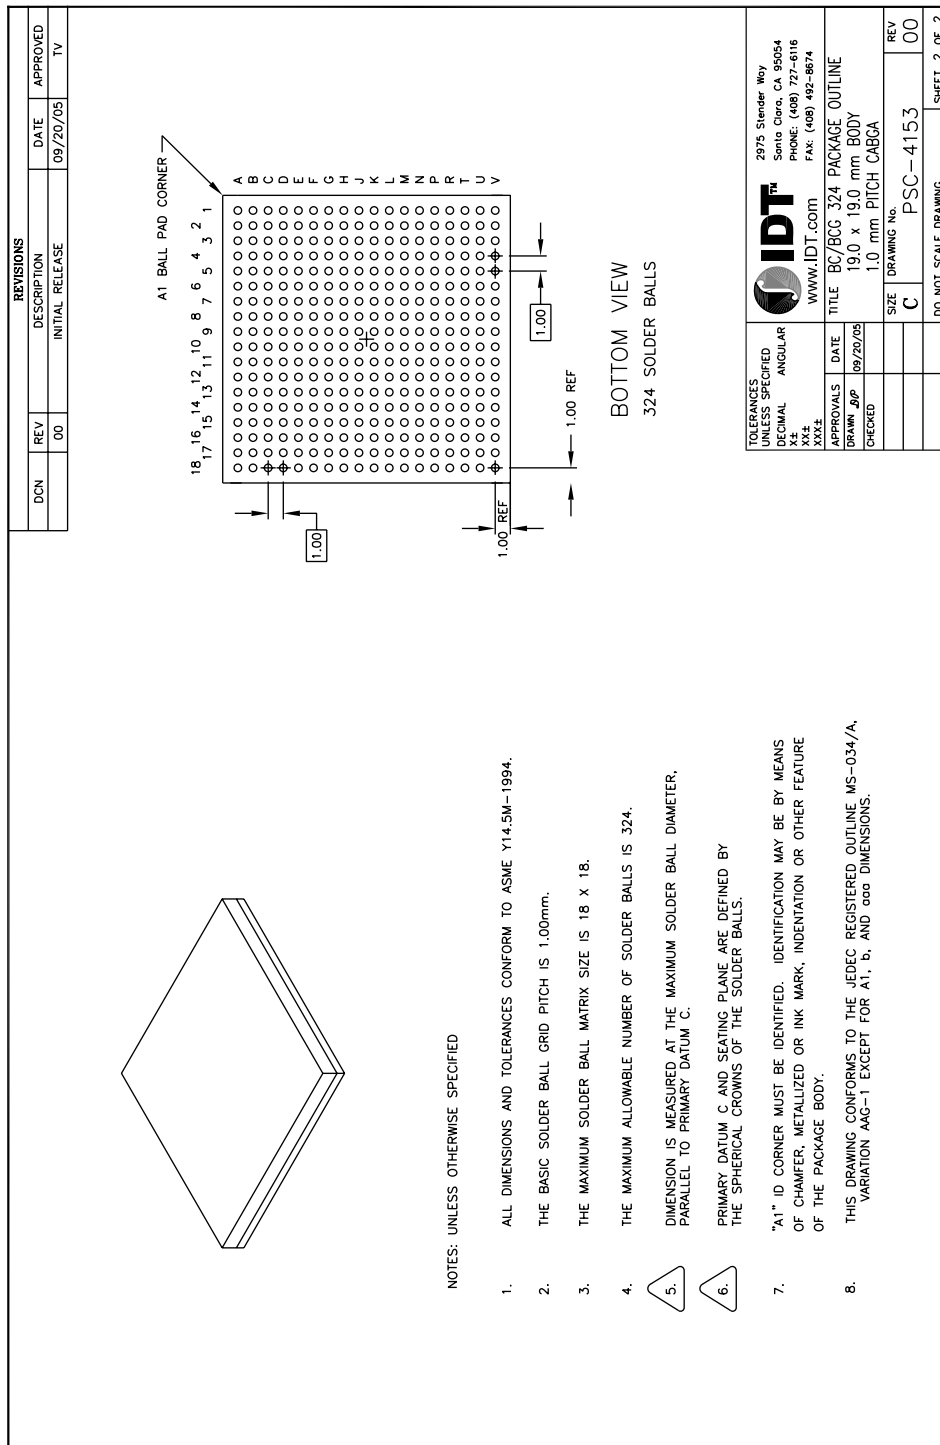 REVISIONS
DCN REV DESCRIPTION DATE APPROVED
00 INITIAL RELEASE 09/20/05 TV
A1 BALL PAD CORNER
18 17 16 15 14 13 12 11 10 9 8 7 6 5 4 3 2 1
A
B
C
D
E
F
G
H
J
K
L
M
N
P
R
T
U
V
1.00
1.00
1.00 REF
1.00 REF
BOTTOM VIEW
324 SOLDER BALLS
NOTES: UNLESS OTHERWISE SPECIFIED
1. ALL DIMENSIONS AND TOLERANCES CONFORM TO ASME Y14.5M-1994.
2. THE BASIC SOLDER BALL GRID PITCH IS 1.00mm.
3. THE MAXIMUM SOLDER BALL MATRIX SIZE IS 18 X 18.
4. THE MAXIMUM ALLOWABLE NUMBER OF SOLDER BALLS IS 324.
5. DIMENSION IS MEASURED AT THE MAXIMUM SOLDER BALL DIAMETER,
PARALLEL TO PRIMARY DATUM C.
6. PRIMARY DATUM C AND SEATING PLANE ARE DEFINED BY
THE SPHERICAL CROWNS OF THE SOLDER BALLS.
7. "A1" ID CORNER MUST BE IDENTIFIED. IDENTIFICATION MAY BE BY MEANS
OF CHAMFER, METALLIZED OR INK MARK, INDENTATION OR OTHER FEATURE
OF THE PACKAGE BODY.
8. THIS DRAWING CONFORMS TO THE JEDEC REGISTERED OUTLINE MS-034/A,
VARIATION AAG-1 EXCEPT FOR A1, b, AND aaa DIMENSIONS.
TOLERANCES
UNLESS SPECIFIED
DECIMAL ANGULAR
X±
XX±
XXX±
APPROVALS DATE
DRAWN 09/20/05
CHECKED
IDT™
www.IDT.com
2975 Stender Way
Santa Clara, CA 95054
PHONE: (408) 727-6116
FAX: (408) 492-8674
TITLE BC/BCG 324 PACKAGE OUTLINE
19.0 x 19.0 mm BODY
1.0 mm PITCH CABGA
SIZE DRAWING No. REV
C PSC-4153 00
DO NOT SCALE DRAWING SHEET 2 OF 2